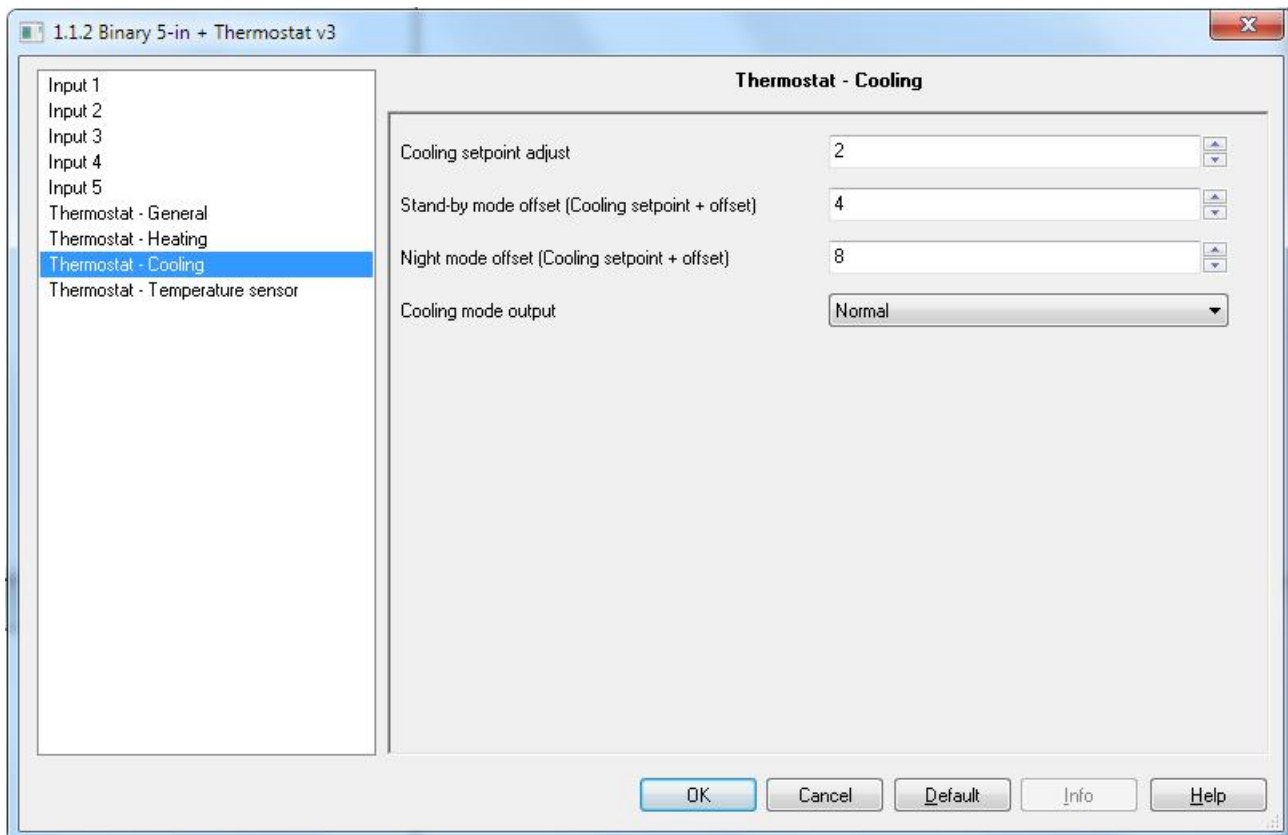 1.1.2 Binary 5-in + Thermostat v3
Input 1
Input 2
Input 3
Input 4
Input 5
Thermostat - General
Thermostat - Heating
Thermostat - Cooling
Thermostat - Temperature sensor
Thermostat - Cooling
Cooling setpoint adjust 2
Stand-by mode offset (Cooling setpoint + offset) 4
Night mode offset (Cooling setpoint + offset) 8
Cooling mode output Normal
OK Cancel Default Info Help